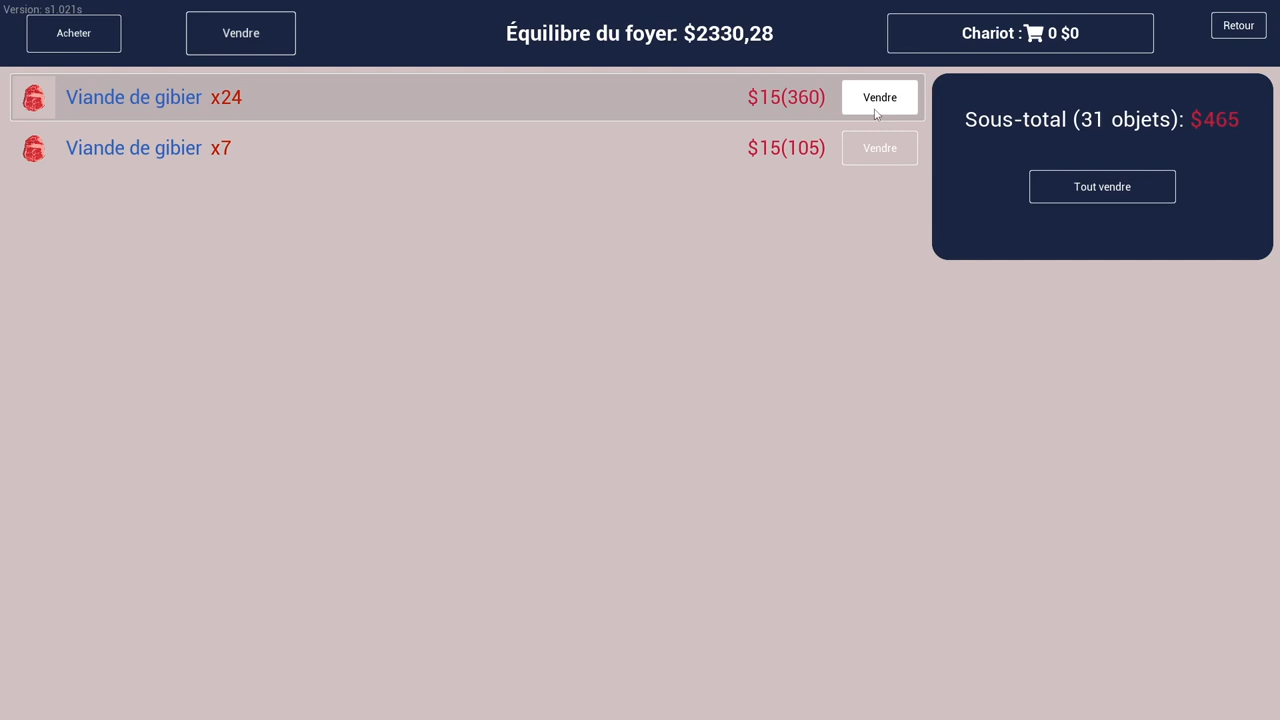 Version: s1.021s
Acheter
Vendre
Équilibre du foyer: $2330,28
Chariot : 0 $0
Retour
Viande de gibier x24 $15(360) Vendre
Viande de gibier x7 $15(105) Vendre
Sous-total (31 objets): $465
Tout vendre